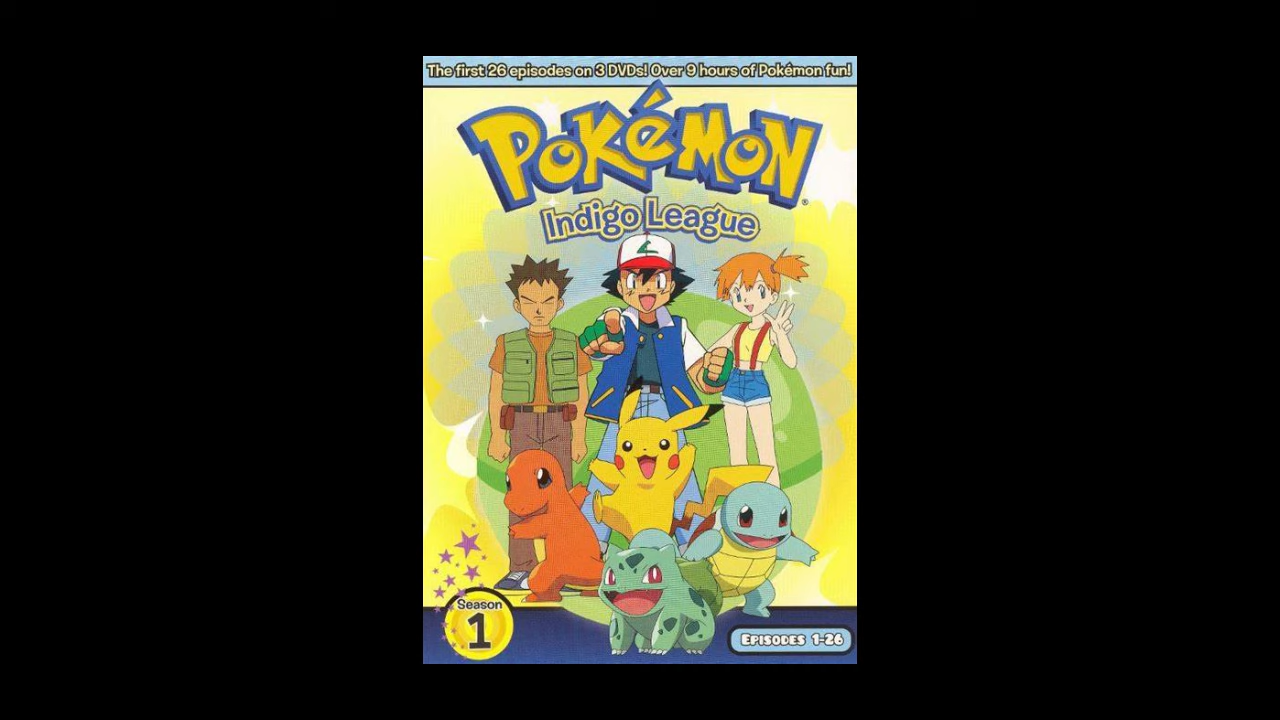 The first 26 episodes on 3 DVDs! Over 9 hours of Pokémon fun!
POKéMON®
Indigo League
Season
1
EPISODES 1-26